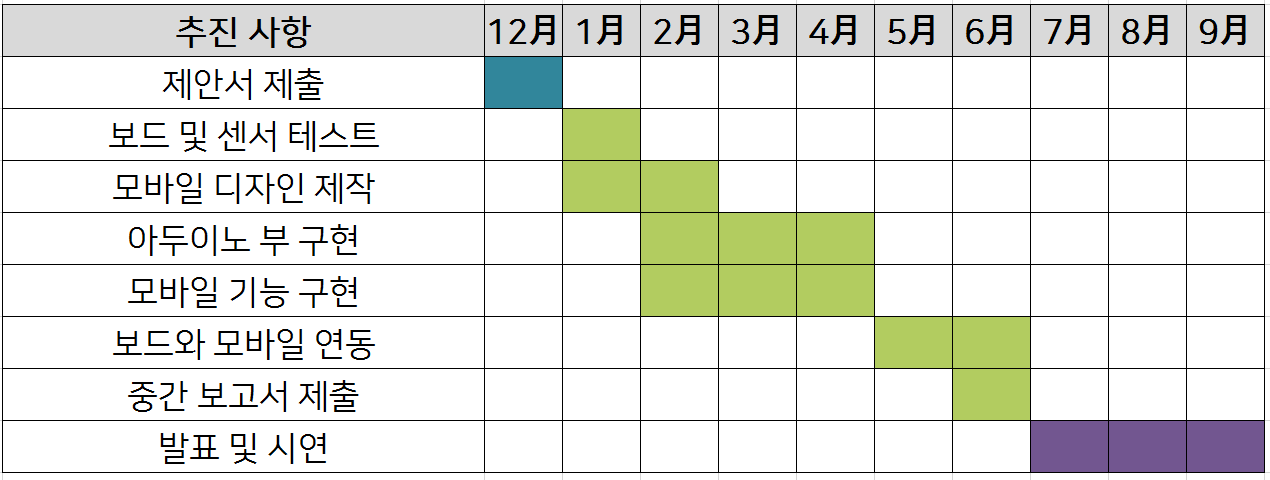 추진 사항 12月 1月 2月 3月 4月 5月 6月 7月 8月 9月
제안서 제출
보드 및 센서 테스트
모바일 디자인 제작
아두이노 부 구현
모바일 기능 구현
보드와 모바일 연동
중간 보고서 제출
발표 및 시연